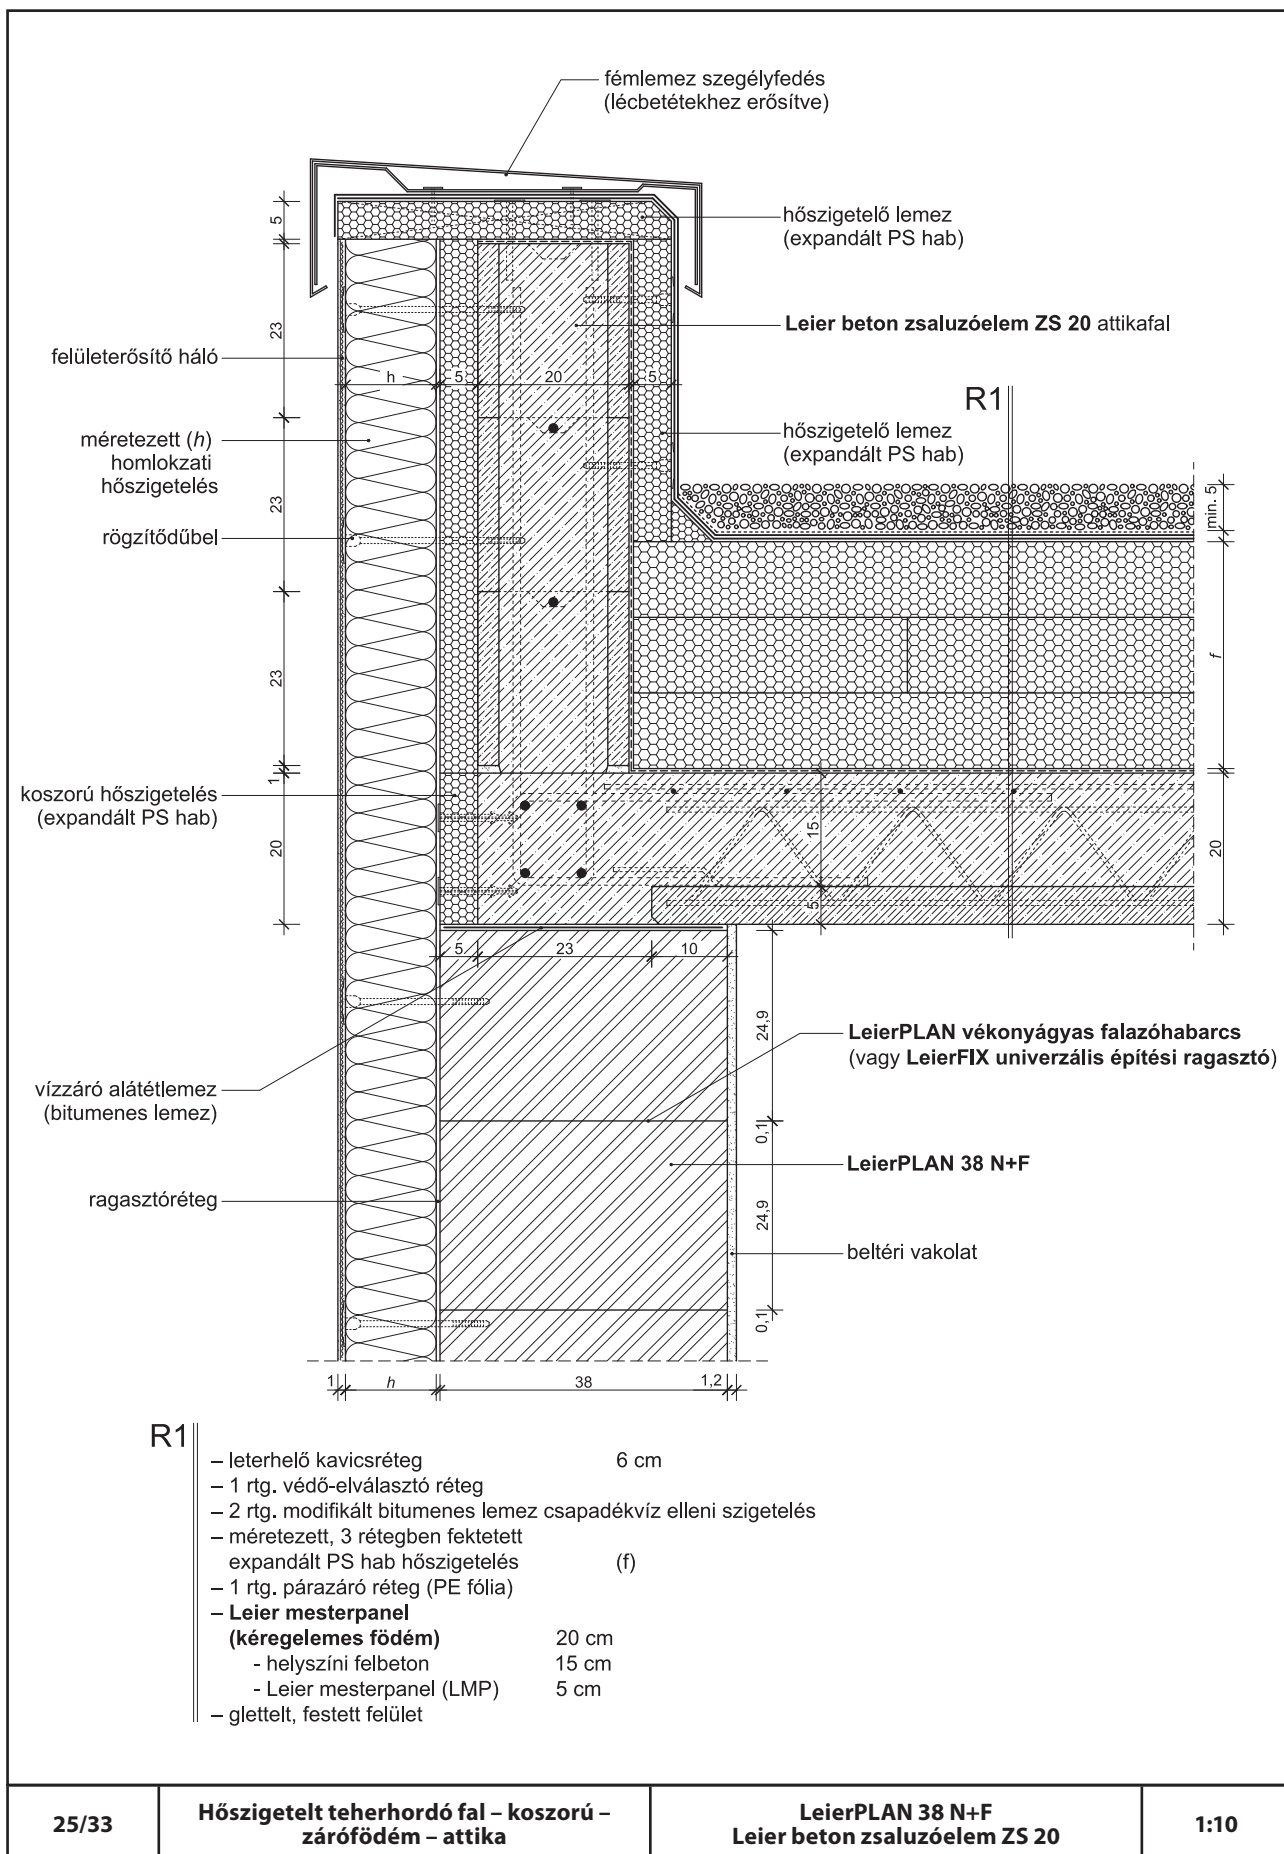 fémlemez szegélyfedés
(lécbetétekhez erősítve)
hőszigetelő lemez
(expandált PS hab)
5
23
Leier beton zsaluzóelem ZS 20 attikafal
felületerősítő háló
h
5
20
5
R1
méretezett (h)
homlokzati
hőszigetelés
hőszigetelő lemez
(expandált PS hab)
23
min. 5
rögzítődűbel
23
f
1
koszorú hőszigetelés
(expandált PS hab)
20
15
5
20
5
23
10
24,9
LeierPLAN vékonyágyas falazóhabarcs
(vagy LeierFIX univerzális építési ragasztó)
vízzáró alátétlemez
(bitumenes lemez)
0,1
LeierPLAN 38 N+F
ragasztóréteg
24,9
beltéri vakolat
0,1
1
h
38
1,2
R1
– leterhelő kavicsréteg 6 cm
– 1 rtg. védő-elválasztó réteg
– 2 rtg. modifikált bitumenes lemez csapadékvíz elleni szigetelés
– méretezett, 3 rétegben fektetett
expandált PS hab hőszigetelés (f)
– 1 rtg. párazáró réteg (PE fólia)
– Leier mesterpanel
(kéregelemes födém) 20 cm
- helyszíni felbeton 15 cm
- Leier mesterpanel (LMP) 5 cm
– glettelt, festett felület
25/33
Hőszigetelt teherhordó fal – koszorú –
zárófödém – attika
LeierPLAN 38 N+F
Leier beton zsaluzóelem ZS 20
1:10